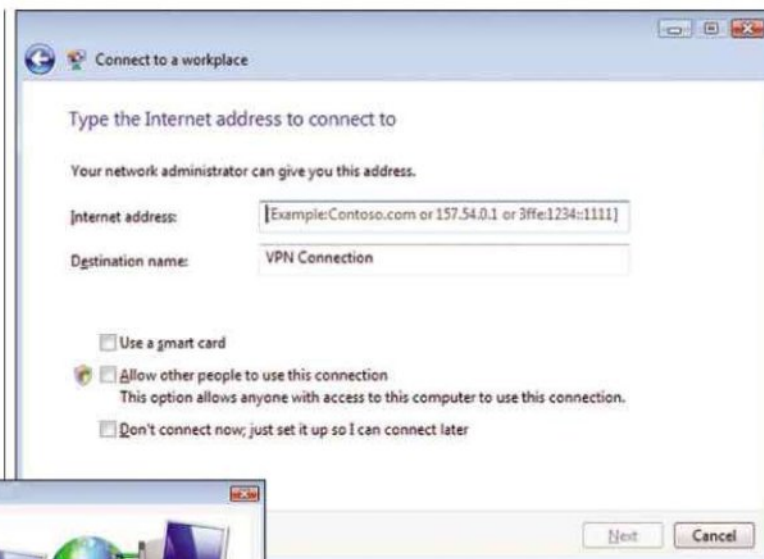 Connect to a workplace
Type the Internet address to connect to
Your network administrator can give you this address.
Internet address:
[Example:Contoso.com or 157.54.0.1 or 3ffe:1234::1111]
Destination name:
VPN Connection
Use a smart card
Allow other people to use this connection
This option allows anyone with access to this computer to use this connection.
Don't connect now; just set it up so I can connect later
Next
Cancel